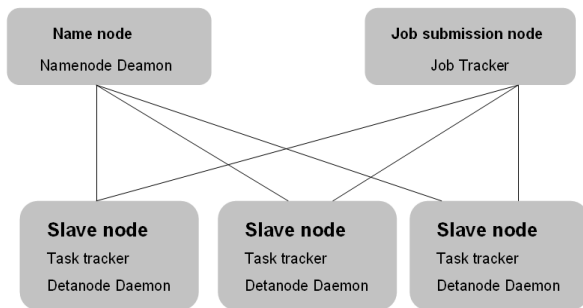 Name node
Namenode Deamon
Job submission node
Job Tracker
Slave node
Task tracker
Detanode Daemon
Slave node
Task tracker
Detanode Daemon
Slave node
Task tracker
Detanode Daemon